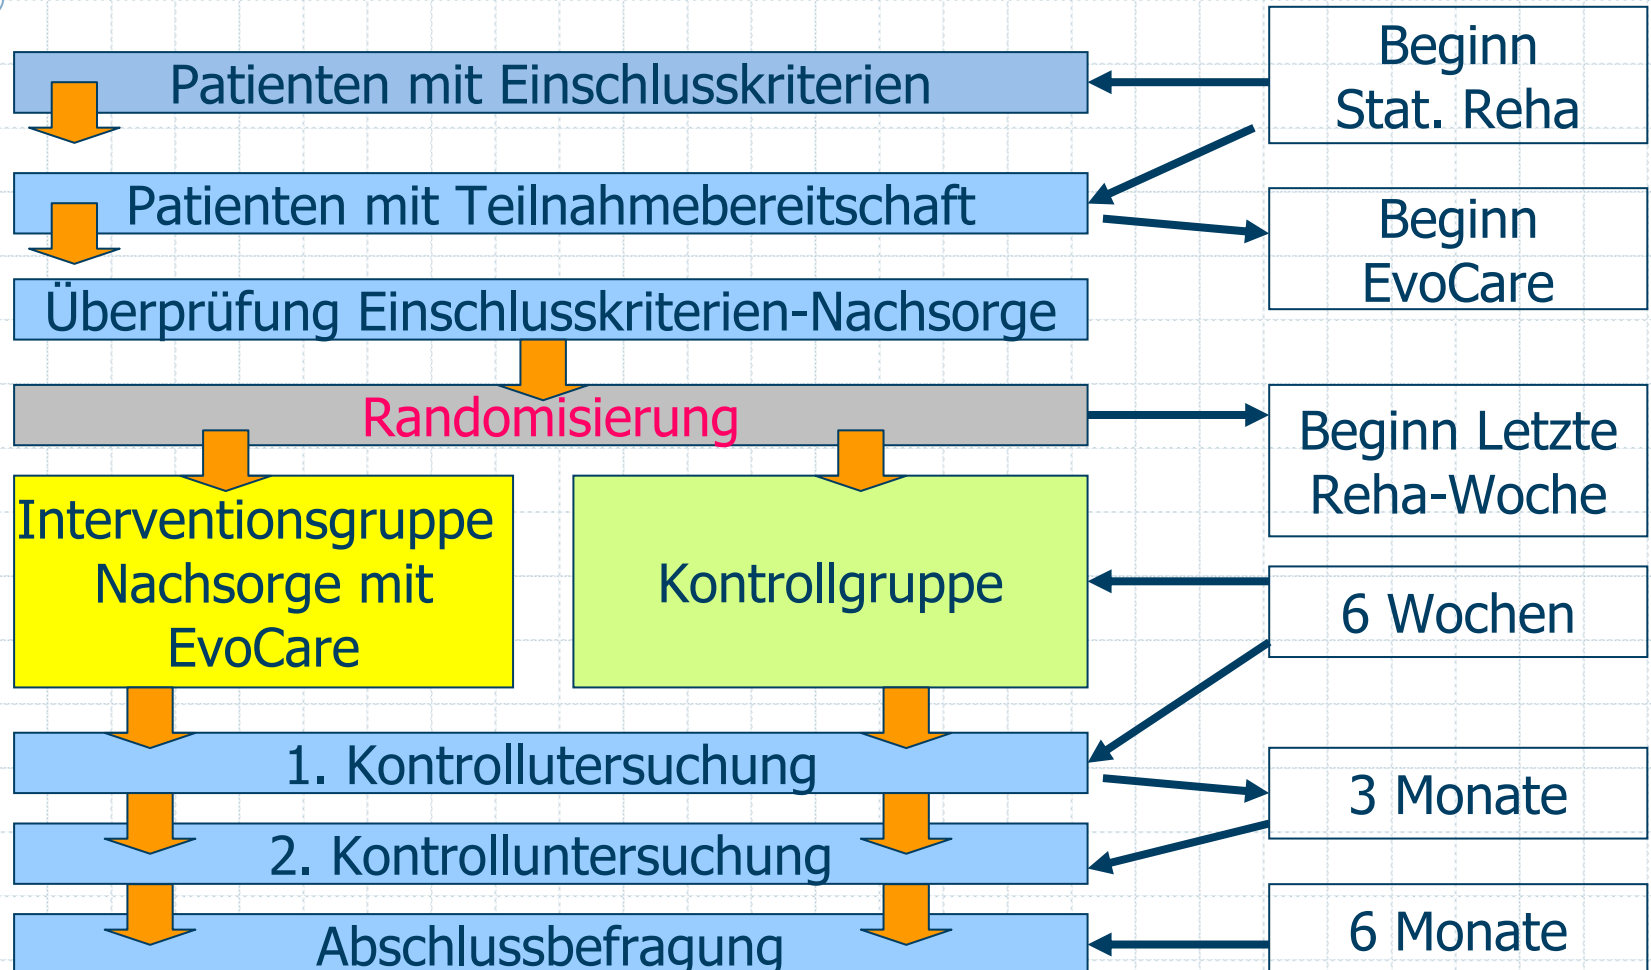 Patienten mit Einschlusskriterien
Beginn
Stat. Reha
Patienten mit Teilnahmebereitschaft
Beginn
EvoCare
Überprüfung Einschlusskriterien-Nachsorge
Randomisierung
Beginn Letzte
Reha-Woche
Interventionsgruppe
Nachsorge mit
EvoCare
Kontrollgruppe
6 Wochen
1. Kontrollutersuchung
3 Monate
2. Kontrolluntersuchung
Abschlussbefragung
6 Monate